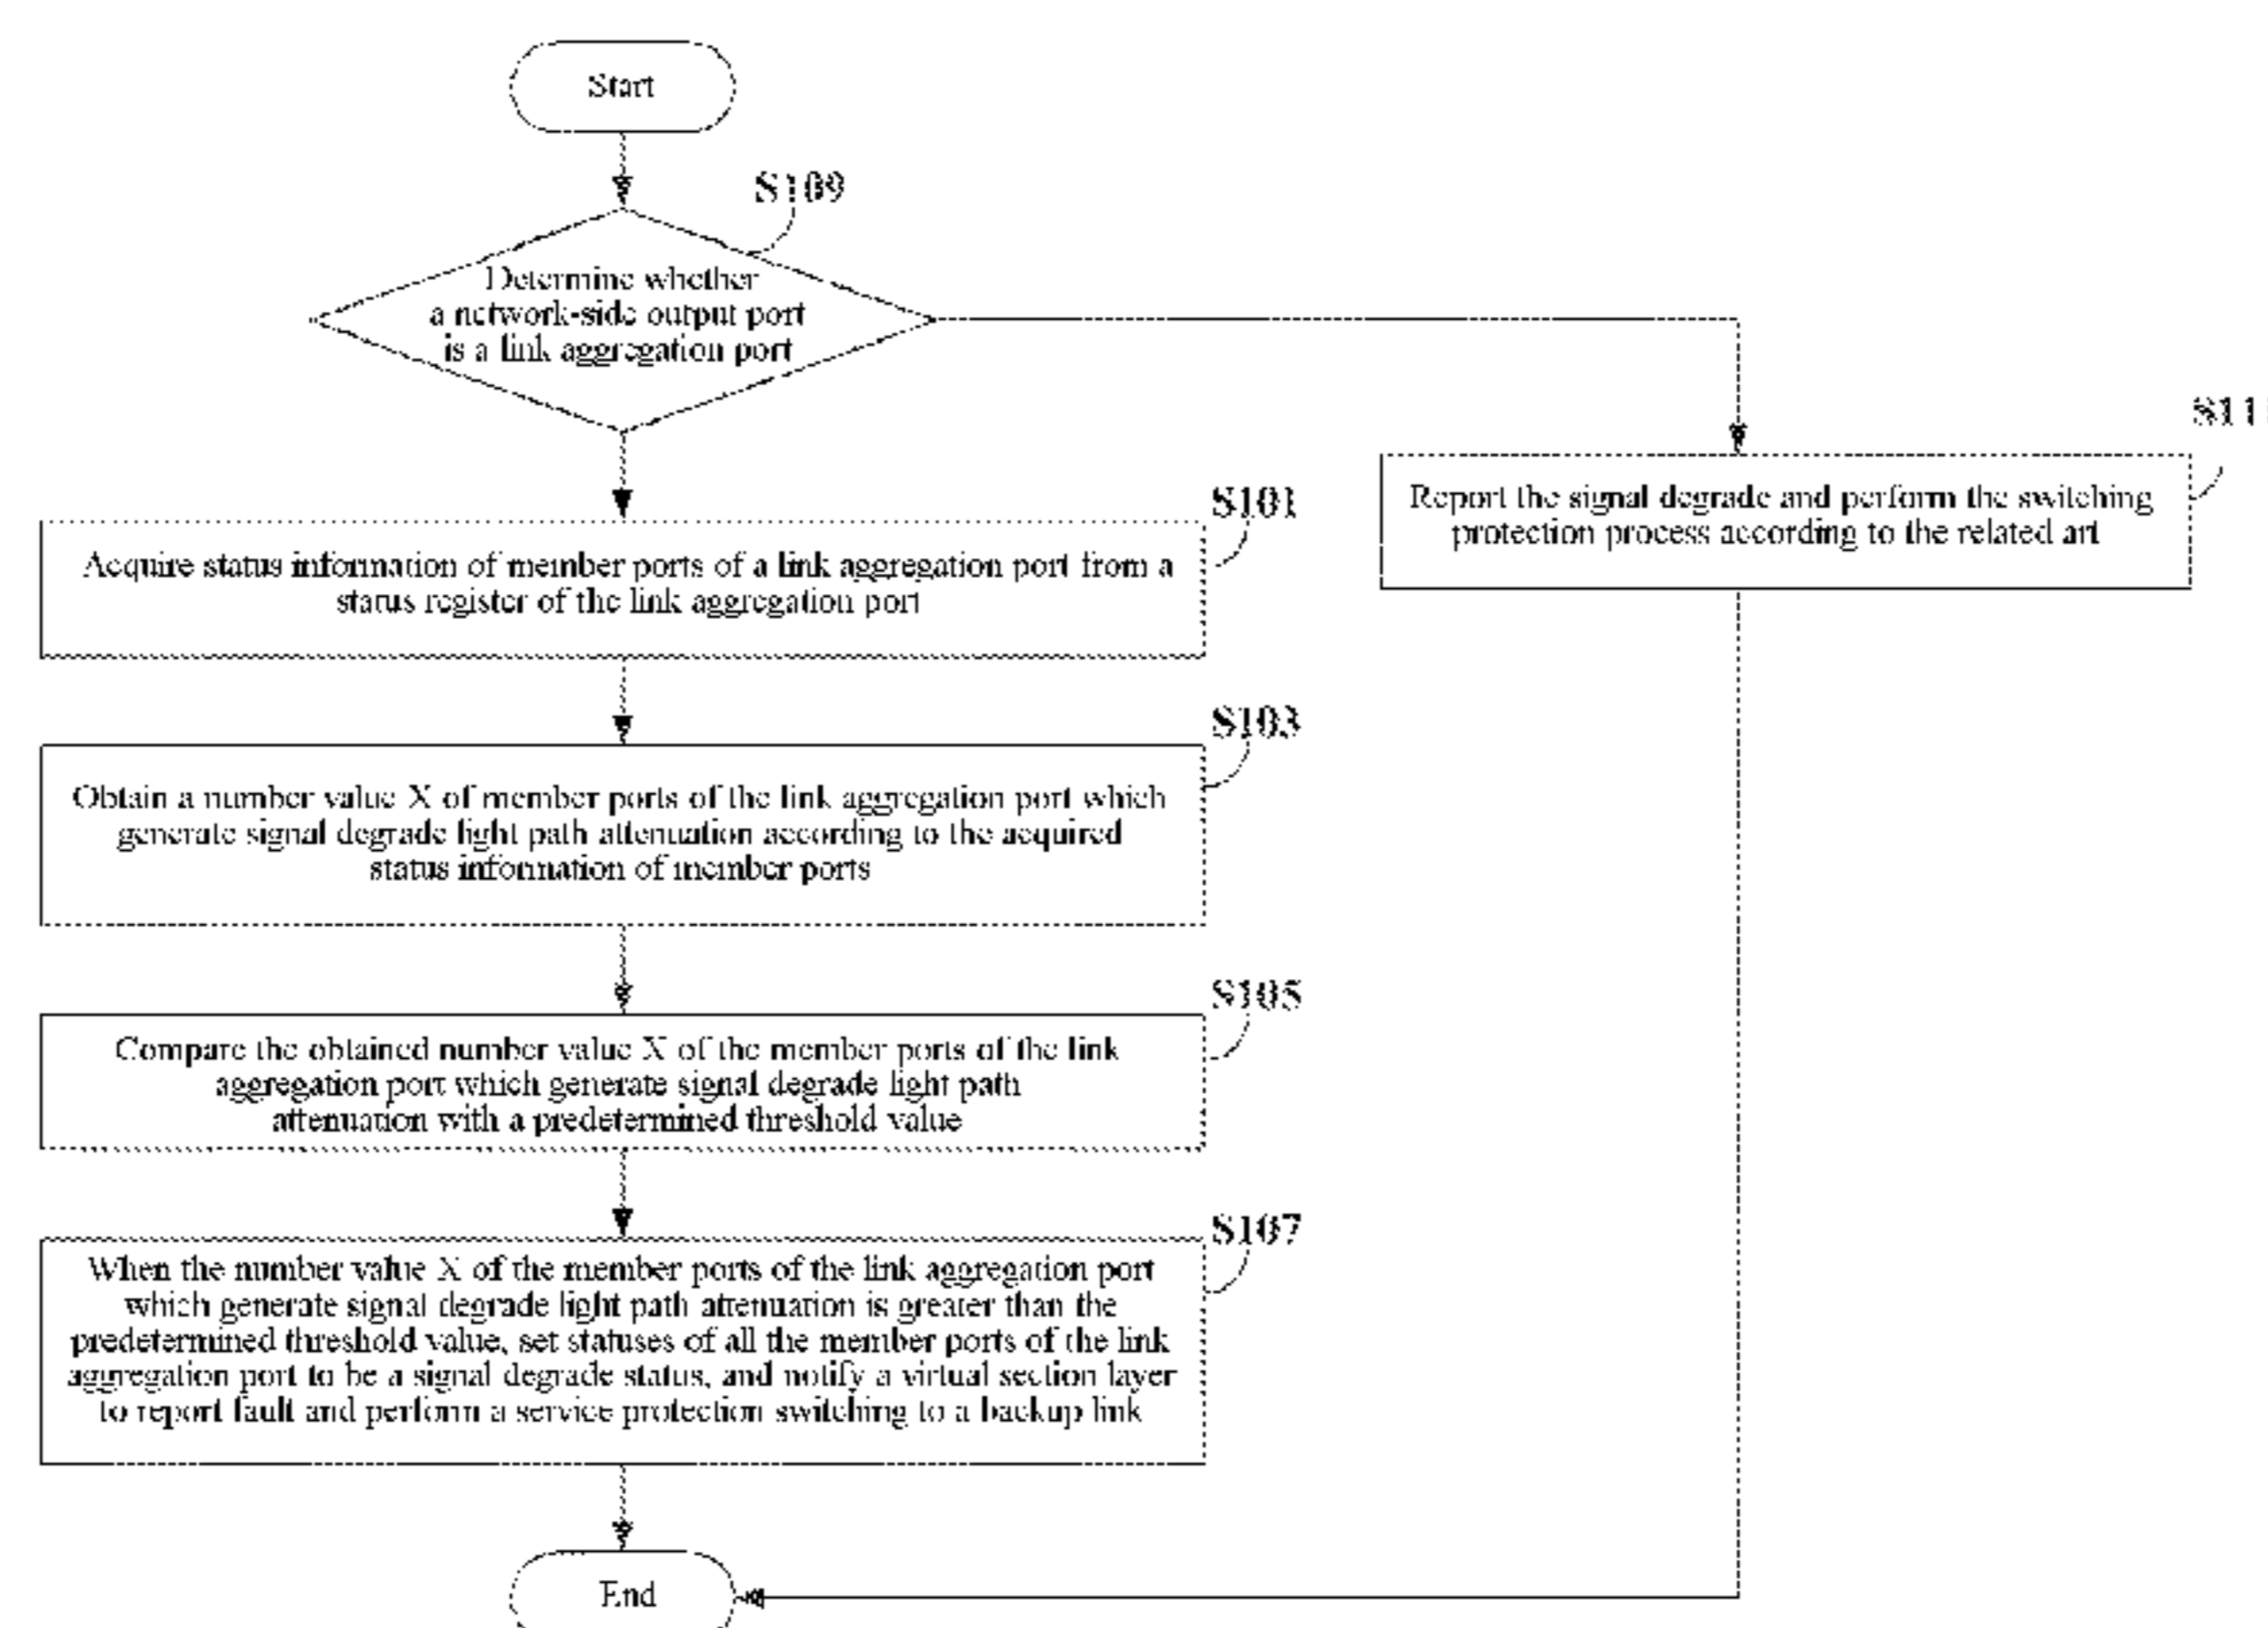 Start
S109
Determine whether
a network-side output port
is a link aggregation port
S101
Acquire status information of member ports of a link aggregation port from a
status register of the link aggregation port
Report the signal degrade and perform the switching
protection process according to the related art
S103
Obtain a number value X of member ports of the link aggregation port which
generate signal degrade light path attenuation according to the acquired
status information of member ports
S105
Compare the obtained number value X of the member ports of the link
aggregation port which generate signal degrade light path
attenuation with a predetermined threshold value
S107
When the number value X of the member ports of the link aggregation port
which generate signal degrade light path attenuation is greater than the
predetermined threshold value, set statuses of all the member ports of the link
aggregation port to be a signal degrade status, and notify a virtual section layer
to report fault and perform a service protection switching to a backup link
End